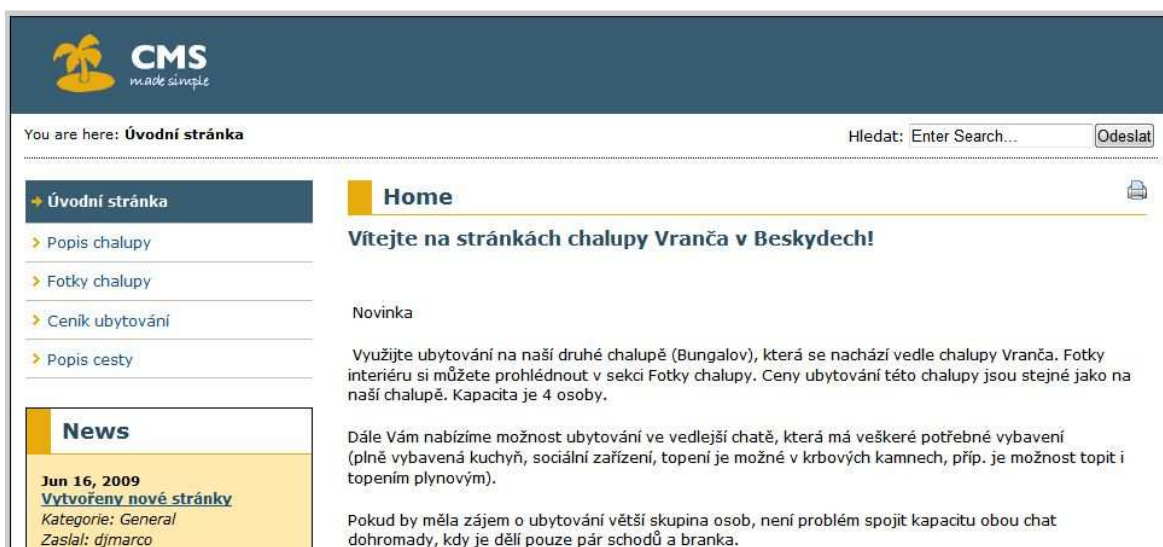 CMS
made simple
You are here: Úvodní stránka
Hledat: Enter Search... Odeslat
Úvodní stránka
Popis chalupy
Fotky chalupy
Ceník ubytování
Popis cesty
News
Jun 16, 2009
Vytvořeny nové stránky
Kategorie: General
Zaslal: djmarco
Home
Vítejte na stránkách chalupy Vranča v Beskydech!
Novinka
Využijte ubytování na naší druhé chalupě (Bungalov), která se nachází vedle chalupy Vranča. Fotky
interiéru si můžete prohlédnout v sekci Fotky chalupy. Ceny ubytování této chalupy jsou stejné jako na
naší chalupě. Kapacita je 4 osoby.
Dále Vám nabízíme možnost ubytování ve vedlejší chatě, která má veškeré potřebné vybavení
(plně vybavená kuchyň, sociální zařízení, topení je možné v krbových kamnech, příp. je možnost topit i
topením plynovým).
Pokud by měla zájem o ubytování větší skupina osob, není problém spojit kapacitu obou chat
dohromady, kdy je dělí pouze pár schodů a branka.